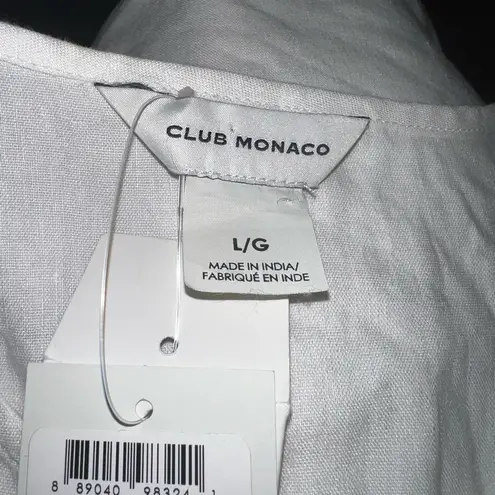 CLUB MONACO
L/G
MADE IN INDIA/
FABRIQUÉ EN INDE
8 89040 98324 1